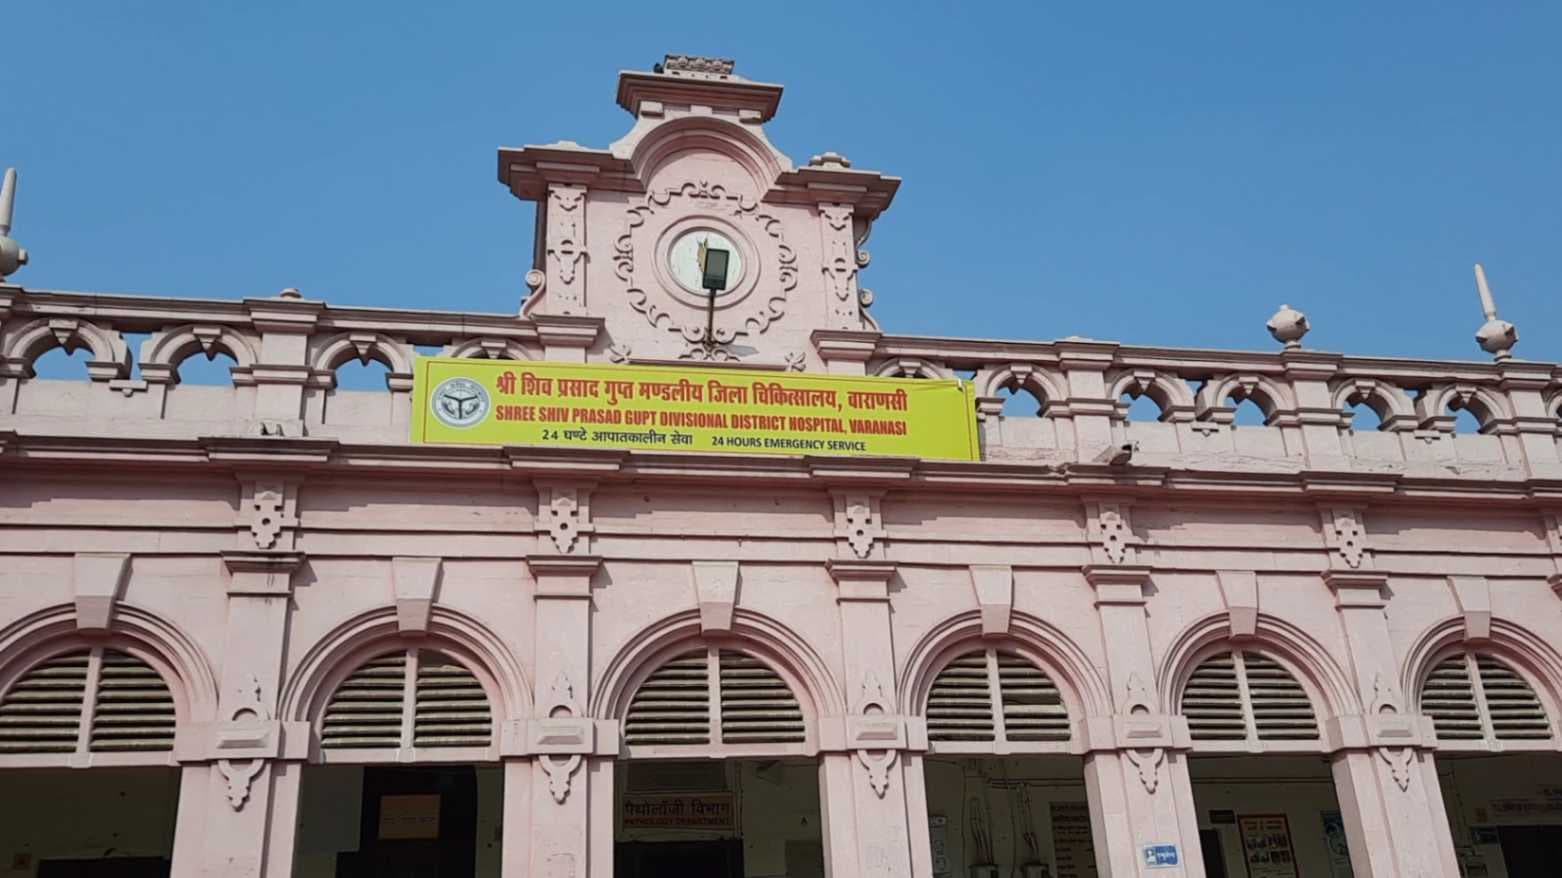 श्री शिव प्रसाद गुप्त मण्डलीय जिला चिकित्सालय, वाराणसी
SHREE SHIV PRASAD GUPT DIVISIONAL DISTRICT HOSPITAL, VARANASI
24 घण्टे आपातकालीन सेवा 24 HOURS EMERGENCY SERVICE
पैथोलॉजी विभाग
PATHOLOGY DEPARTMENT